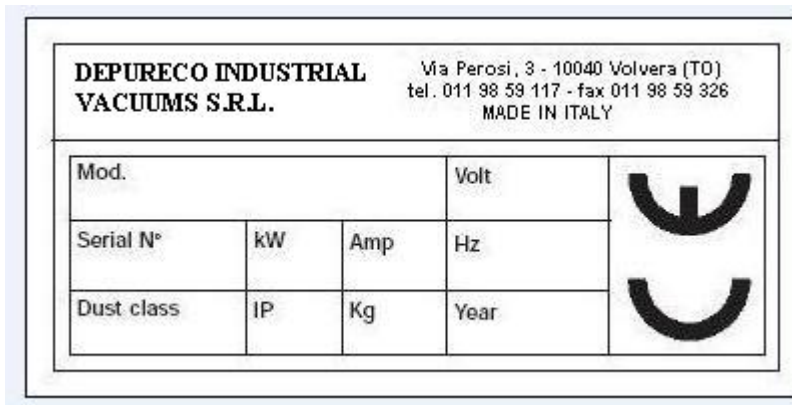 DEPURECO INDUSTRIAL
VACUUMS S.R.L.
Via Perosi, 3 - 10040 Volvera (TO)
tel. 011 98 59 117 - fax 011 98 59 326
MADE IN ITALY
Mod.
Volt
Serial N°
kW
Amp
Hz
Dust class
IP
Kg
Year
CE